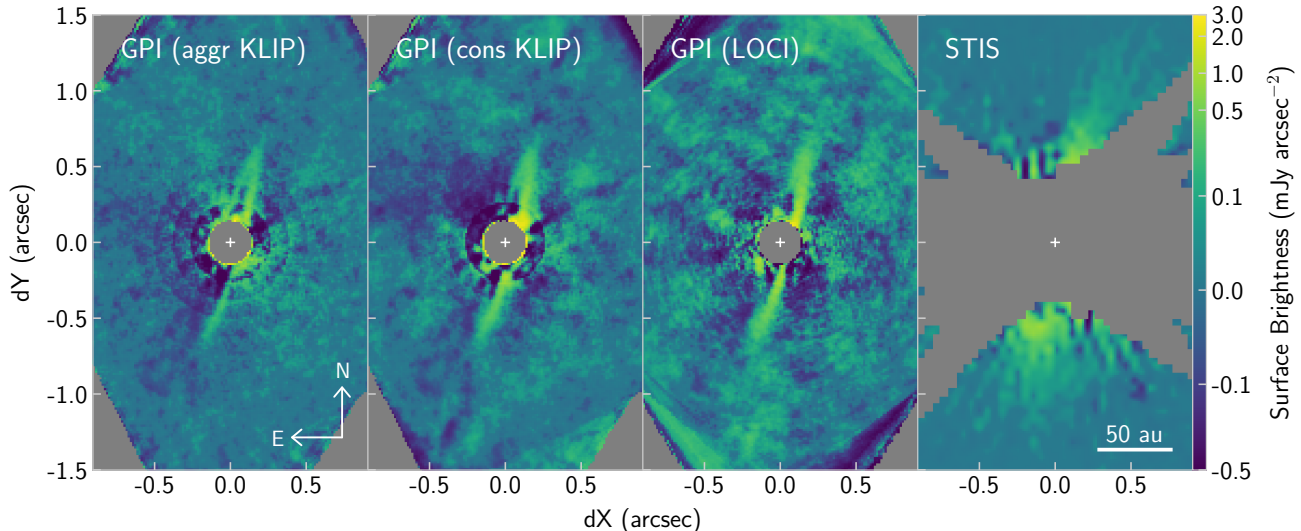 GPI (aggr KLIP)
GPI (cons KLIP)
GPI (LOCI)
STIS
1.5
1.0
0.5
0.0
-0.5
-1.0
-1.5
dY (arcsec)
N
E
50 au
-0.5 0.0 0.5
-0.5 0.0 0.5
-0.5 0.0 0.5
-0.5 0.0 0.5
dX (arcsec)
3.0
2.0
1.0
0.5
0.1
0.0
-0.1
-0.5
Surface Brightness (mJy arcsec⁻²)